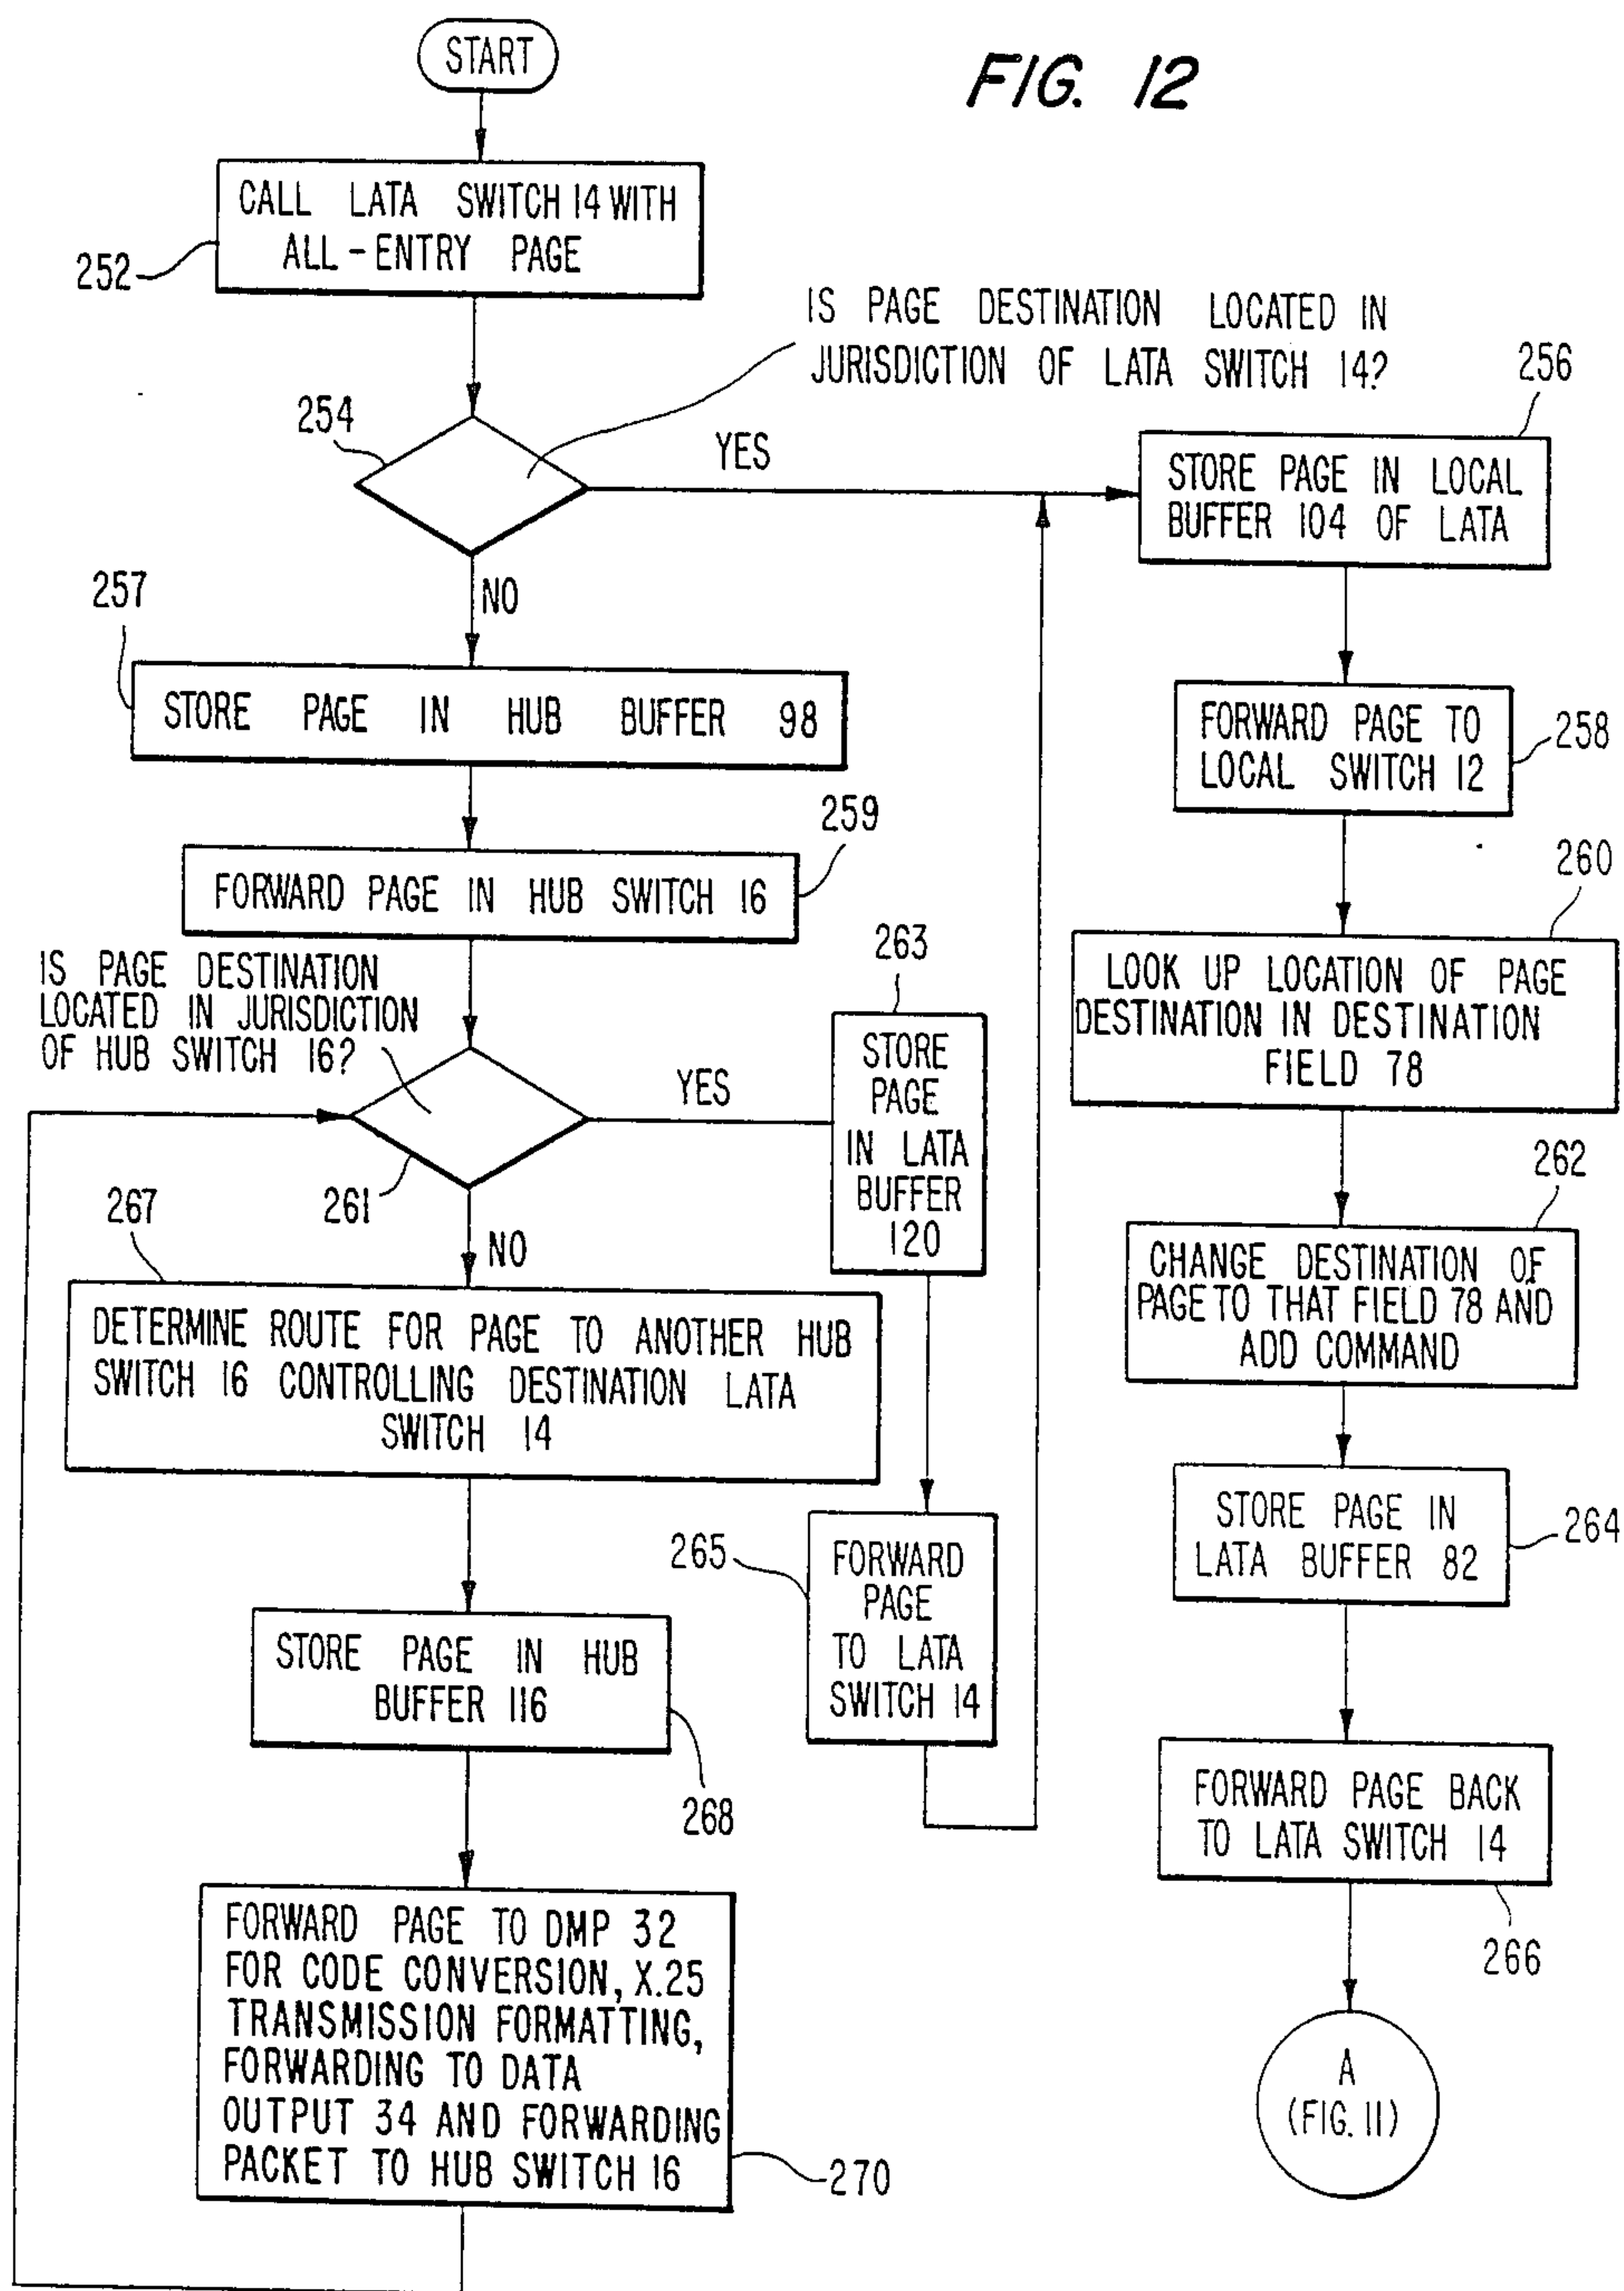 START
FIG. 12
CALL LATA SWITCH 14 WITH
ALL-ENTRY PAGE
252
IS PAGE DESTINATION LOCATED IN
JURISDICTION OF LATA SWITCH 14?
254
YES
NO
256
STORE PAGE IN LOCAL
BUFFER 104 OF LATA
257
STORE PAGE IN HUB BUFFER 98
FORWARD PAGE TO
LOCAL SWITCH 12
258
259
FORWARD PAGE IN HUB SWITCH 16
260
LOOK UP LOCATION OF PAGE
DESTINATION IN DESTINATION
FIELD 78
IS PAGE DESTINATION
LOCATED IN JURISDICTION
OF HUB SWITCH 16?
261
YES
NO
263
STORE
PAGE
IN LATA
BUFFER
120
262
CHANGE DESTINATION OF
PAGE TO THAT FIELD 78 AND
ADD COMMAND
267
DETERMINE ROUTE FOR PAGE TO ANOTHER HUB
SWITCH 16 CONTROLLING DESTINATION LATA
SWITCH 14
STORE PAGE IN
LATA BUFFER 82
264
265
FORWARD
PAGE
TO LATA
SWITCH 14
STORE PAGE IN HUB
BUFFER 116
268
FORWARD PAGE BACK
TO LATA SWITCH 14
266
FORWARD PAGE TO DMP 32
FOR CODE CONVERSION, X.25
TRANSMISSION FORMATTING,
FORWARDING TO DATA
OUTPUT 34 AND FORWARDING
PACKET TO HUB SWITCH 16
270
A
(FIG. 11)